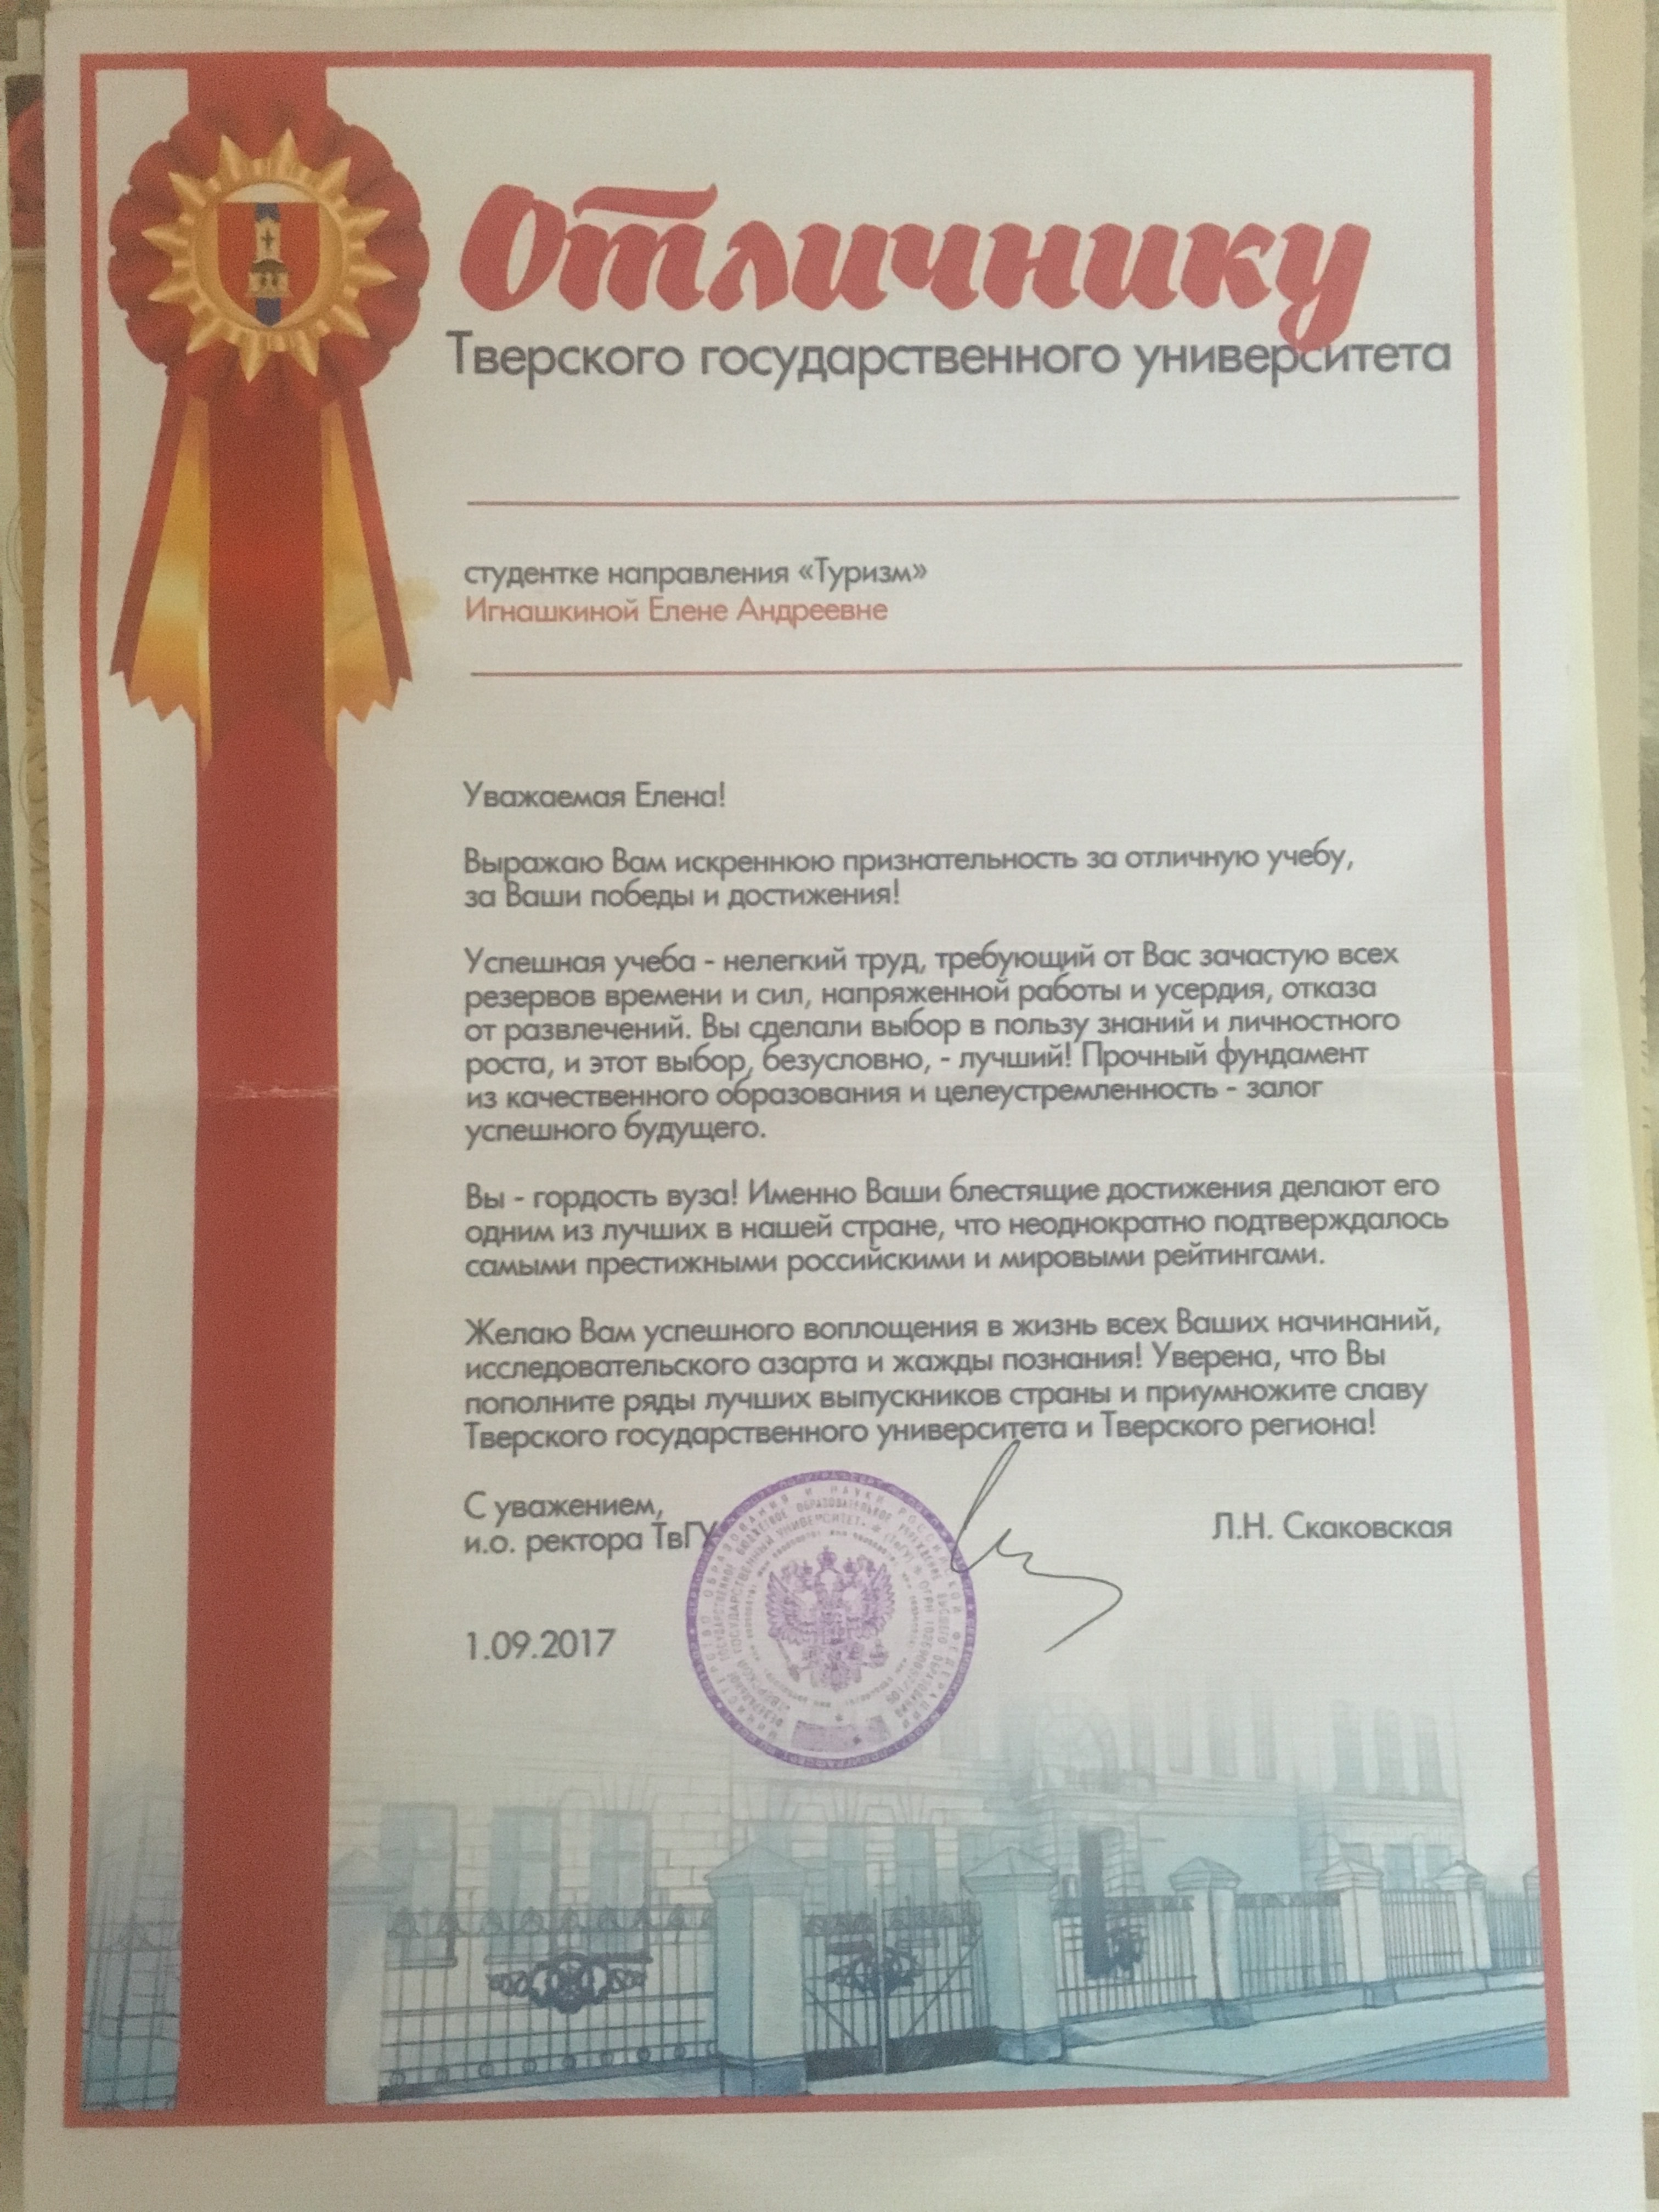 Отличнику
Тверского государственного университета
студентке направления «Туризм»
Игнашкиной Елене Андреевне
Уважаемая Елена!
Выражаю Вам искреннюю признательность за отличную учебу,
за Ваши победы и достижения!
Успешная учеба - нелегкий труд, требующий от Вас зачастую всех
резервов времени и сил, напряженной работы и усердия, отказа
от развлечений. Вы сделали выбор в пользу знаний и личностного
роста, и этот выбор, безусловно, - лучший! Прочный фундамент
из качественного образования и целеустремленность - залог
успешного будущего.
Вы - гордость вуза! Именно Ваши блестящие достижения делают его
одним из лучших в нашей стране, что неоднократно подтверждалось
самыми престижными российскими и мировыми рейтингами.
Желаю Вам успешного воплощения в жизнь всех Ваших начинаний,
исследовательского азарта и жажды познания! Уверена, что Вы
пополните ряды лучших выпускников страны и приумножите славу
Тверского государственного университета и Тверского региона!
С уважением,
и.о. ректора ТвГУ
Л.Н. Скаковская
1.09.2017